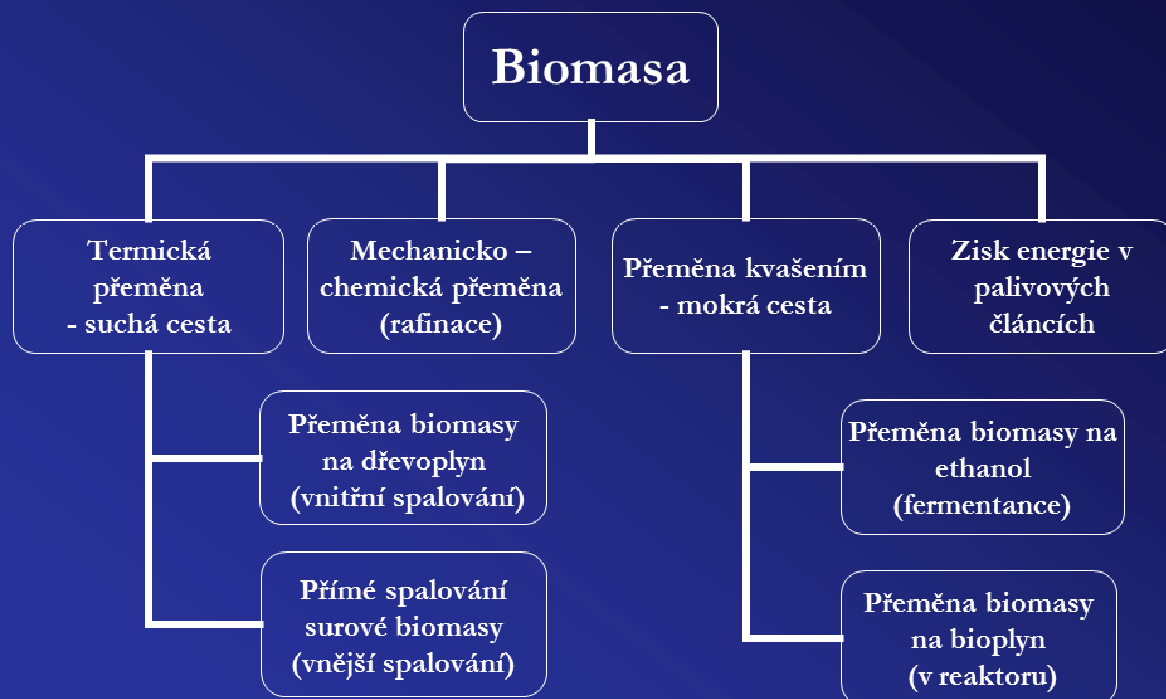 Biomasa
Termická
přeměna
- suchá cesta
Mechanicko –
chemická přeměna
(rafinace)
Přeměna kvašením
- mokrá cesta
Zisk energie v
palivových
článcích
Přeměna biomasy
na dřevoplyn
(vnitřní spalování)
Přímé spalování
surové biomasy
(vnější spalování)
Přeměna biomasy na
ethanol
(fermentance)
Přeměna biomasy
na bioplyn
(v reaktoru)